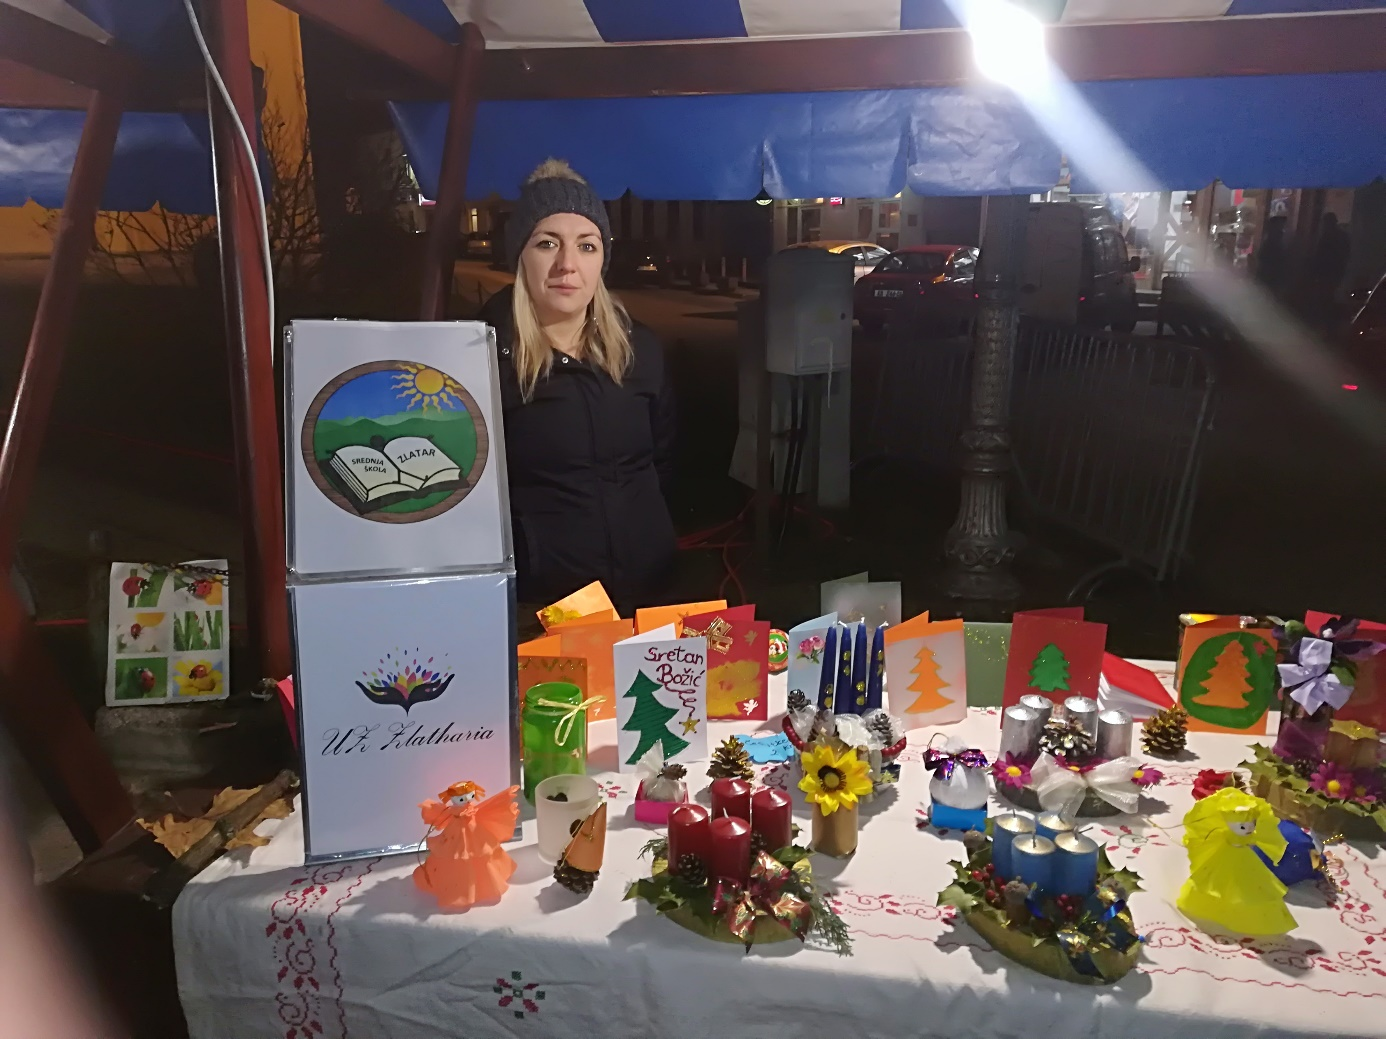 SREDNJA
ŠKOLA
ZLATAR
UZ Zlatharia
Sretan
Božić